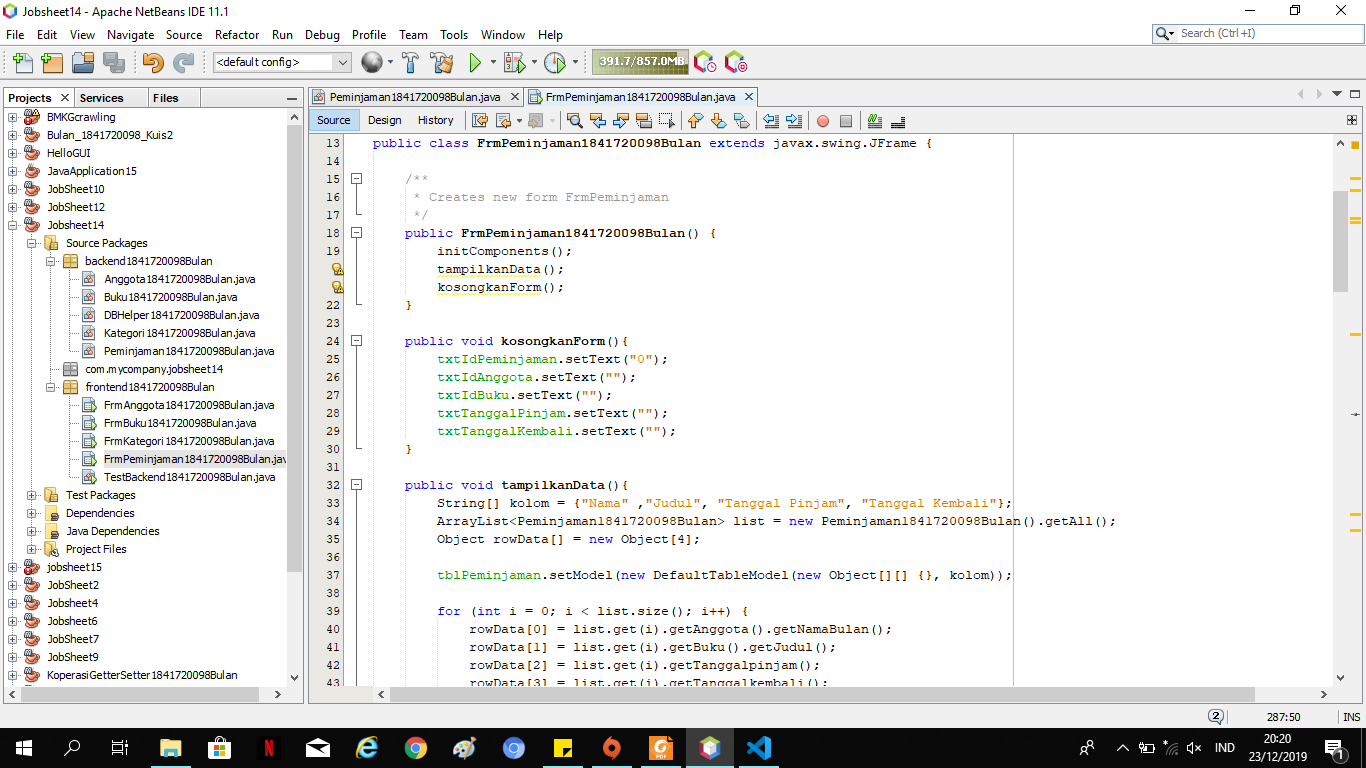 Jobsheet14 - Apache NetBeans IDE 11.1
File Edit View Navigate Source Refactor Run Debug Profile Team Tools Window Help
Search (Ctrl+I)
<default config>
391.7/857.0MB
Projects Services Files
Peminjaman1841720098Bulan.java FrmPeminjaman1841720098Bulan.java
Source Design History
BMKGcrawling
Bulan_1841720098_Kuis2
HelloGUI
JavaApplication15
JobSheet10
JobSheet12
Jobsheet14
Source Packages
backend1841720098Bulan
Anggota1841720098Bulan.java
Buku1841720098Bulan.java
DBHelper1841720098Bulan.java
Kategori1841720098Bulan.java
Peminjaman1841720098Bulan.java
com.mycompany.jobsheet14
frontend1841720098Bulan
FrmAnggota1841720098Bulan.java
FrmBuku1841720098Bulan.java
FrmKategori1841720098Bulan.java
FrmPeminjaman1841720098Bulan.jav
TestBackend1841720098Bulan.java
Test Packages
Dependencies
Java Dependencies
Project Files
jobsheet15
JobSheet2
Jobsheet4
Jobsheet6
JobSheet7
JobSheet9
KoperasiGetterSetter1841720098Bulan
13 public class FrmPeminjaman1841720098Bulan extends javax.swing.JFrame {
14
15 /**
16 * Creates new form FrmPeminjaman
17 */
18 public FrmPeminjaman1841720098Bulan() {
19 initComponents();
tampilkanData();
kosongkanForm();
22 }
23
24 public void kosongkanForm(){
25 txtIdPeminjaman.setText("0");
26 txtIdAnggota.setText("");
27 txtIdBuku.setText("");
28 txtTanggalPinjam.setText("");
29 txtTanggalKembali.setText("");
30 }
31
32 public void tampilkanData(){
33 String[] kolom = {"Nama" ,"Judul", "Tanggal Pinjam", "Tanggal Kembali"};
34 ArrayList<Peminjaman1841720098Bulan> list = new Peminjaman1841720098Bulan().getAll();
35 Object rowData[] = new Object[4];
36
37 tblPeminjaman.setModel(new DefaultTableModel(new Object[][] {}, kolom));
38
39 for (int i = 0; i < list.size(); i++) {
40 rowData[0] = list.get(i).getAnggota().getNamaBulan();
41 rowData[1] = list.get(i).getBuku().getJudul();
42 rowData[2] = list.get(i).getTanggalpinjam();
43 rowData[3] = list.get(i).getTanggalkembali();
2 287:50 INS
IND 20:20
23/12/2019 1